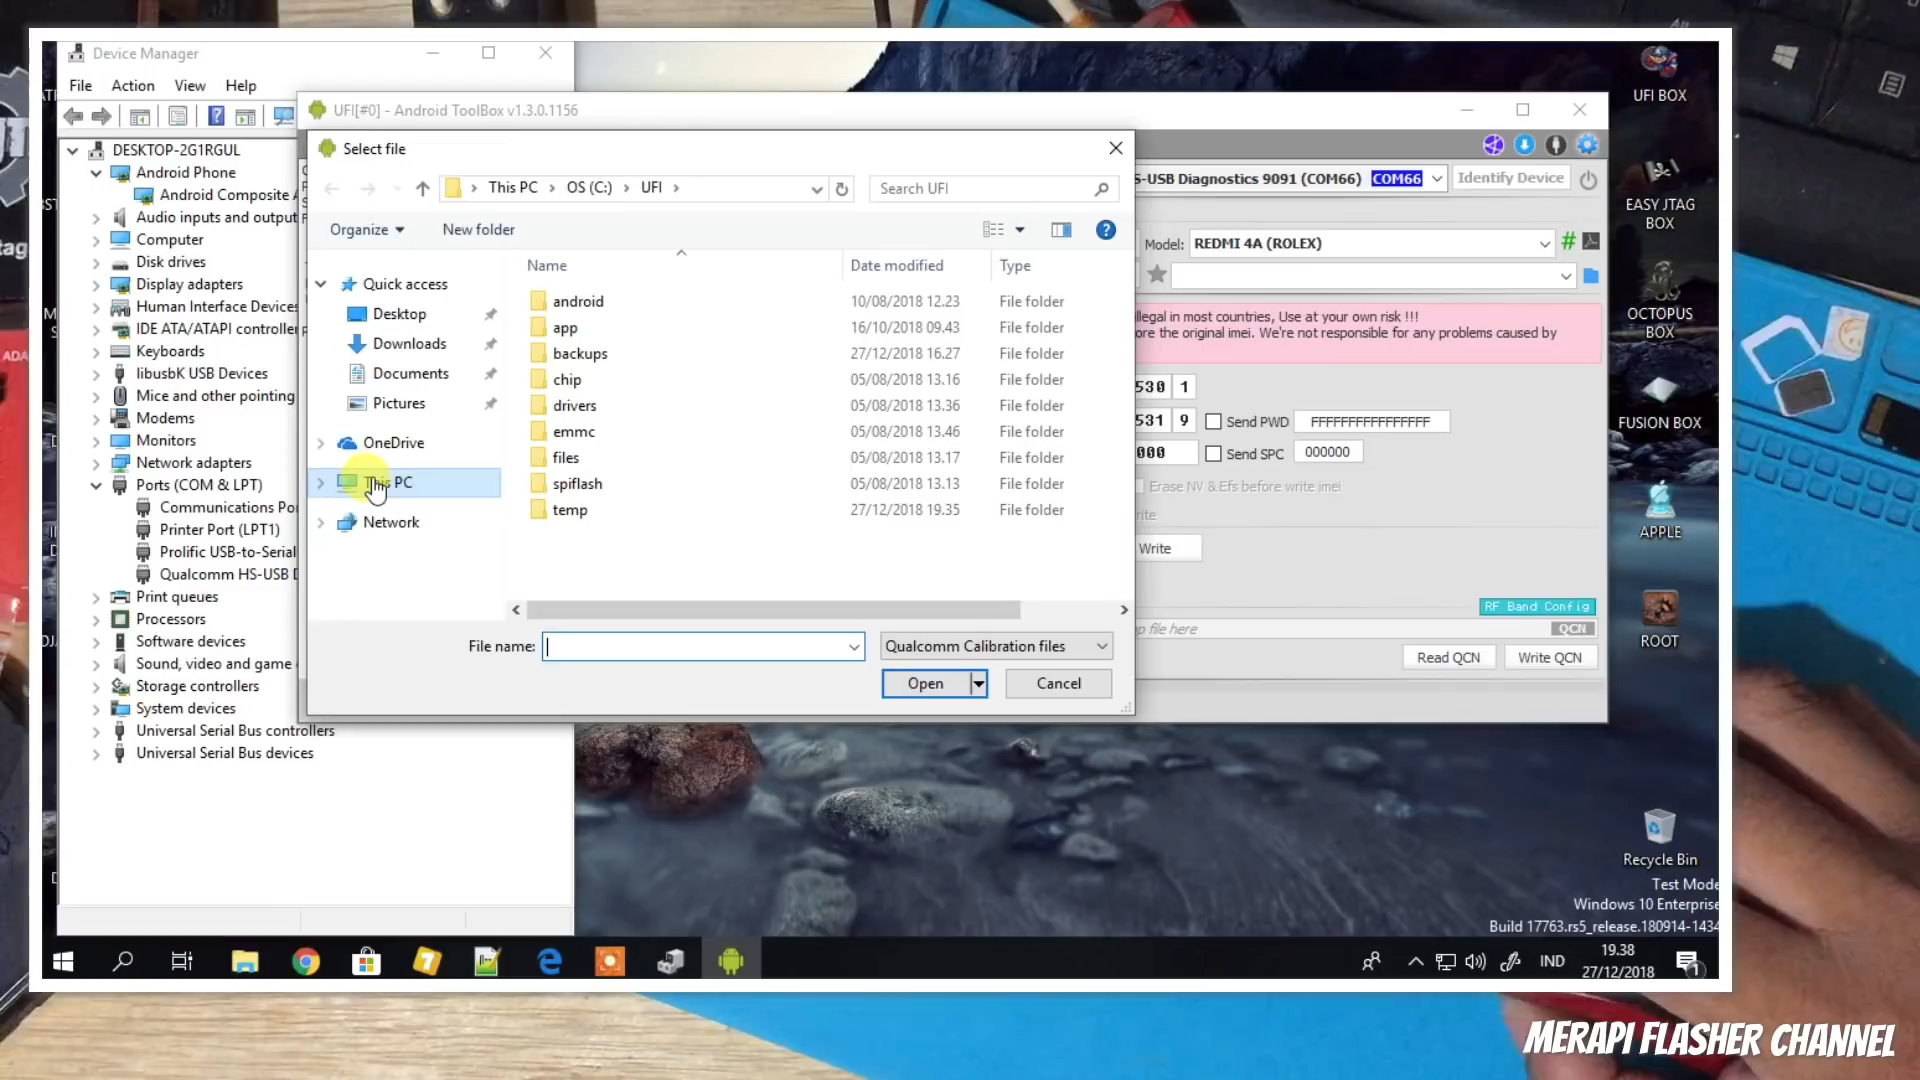 Device Manager
File Action View Help
DESKTOP-2G1RGUL
Android Phone
Android Composite A
Audio inputs and output
Computer
Disk drives
Display adapters
Human Interface Devices
IDE ATA/ATAPI controller
Keyboards
libusbK USB Devices
Mice and other pointing
Modems
Monitors
Network adapters
Ports (COM & LPT)
Communications Po
Printer Port (LPT1)
Prolific USB-to-Serial
Qualcomm HS-USB D
Print queues
Processors
Software devices
Sound, video and game
Storage controllers
System devices
Universal Serial Bus controllers
Universal Serial Bus devices
UFI[#0] - Android ToolBox v1.3.0.1156
Select file
This PC > OS (C:) > UFI >
Search UFI
Organize
New folder
Quick access
Desktop
Downloads
Documents
Pictures
OneDrive
This PC
Network
Name Date modified Type
android 10/08/2018 12.23 File folder
app 16/10/2018 09.43 File folder
backups 27/12/2018 16.27 File folder
chip 05/08/2018 13.16 File folder
drivers 05/08/2018 13.36 File folder
emmc 05/08/2018 13.46 File folder
files 05/08/2018 13.17 File folder
spiflash 05/08/2018 13.13 File folder
temp 27/12/2018 19.35 File folder
File name:
Qualcomm Calibration files
Open
Cancel
S-USB Diagnostics 9091 (COM66) COM66
Identify Device
Model: REDMI 4A (ROLEX)
illegal in most countries, Use at your own risk !!!
ore the original imei. We're not responsible for any problems caused by
530 1
531 9 Send PWD FFFFFFFFFFFFFFFF
000 Send SPC 000000
Erase NV & Efs before write imei
Write
RF Band Config
p file here QCN
Read QCN Write QCN
UFI BOX
EASY JTAG
BOX
OCTOPUS
BOX
FUSION BOX
APPLE
ROOT
Recycle Bin
Test Mode
Windows 10 Enterprise
Build 17763.rs5_release.180914-1434
IND
19.38
27/12/2018
1
MERAPI FLASHER CHANNEL